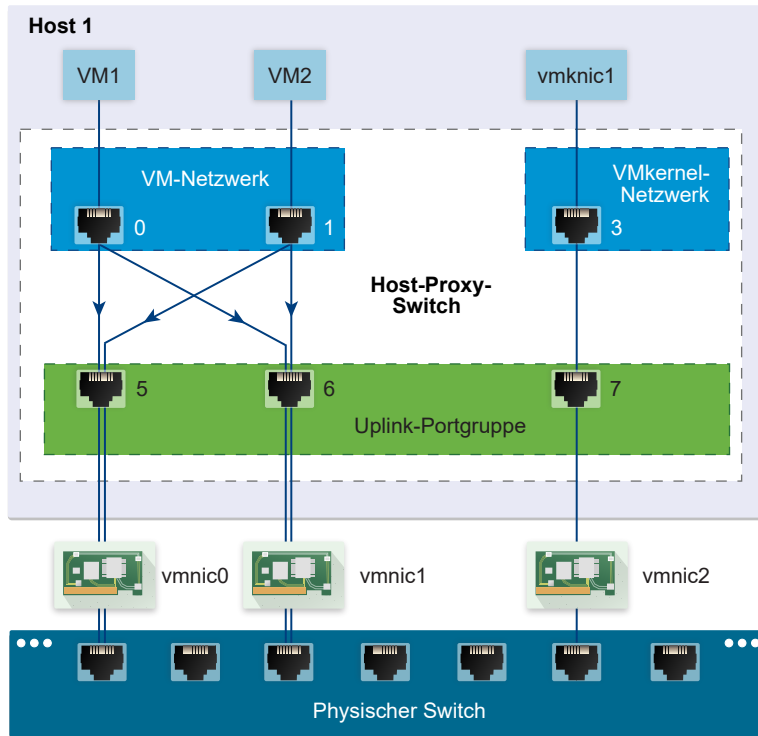 Host 1
VM1
VM2
vmknic1
VM-Netzwerk
VMkernel-
Netzwerk
0
1
3
Host-Proxy-
Switch
5
6
7
Uplink-Portgruppe
vmnic0
vmnic1
vmnic2
Physischer Switch